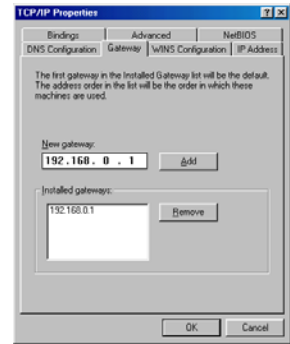 TCP/IP Properties
Bindings Advanced NetBIOS
DNS Configuration Gateway WINS Configuration IP Address
The first gateway in the Installed Gateway list will be the default.
The address order in the list will be the order in which these
machines are used.
New gateway:
192.168. 0 . 1 Add
Installed gateways:
192.168.0.1 Remove
OK Cancel